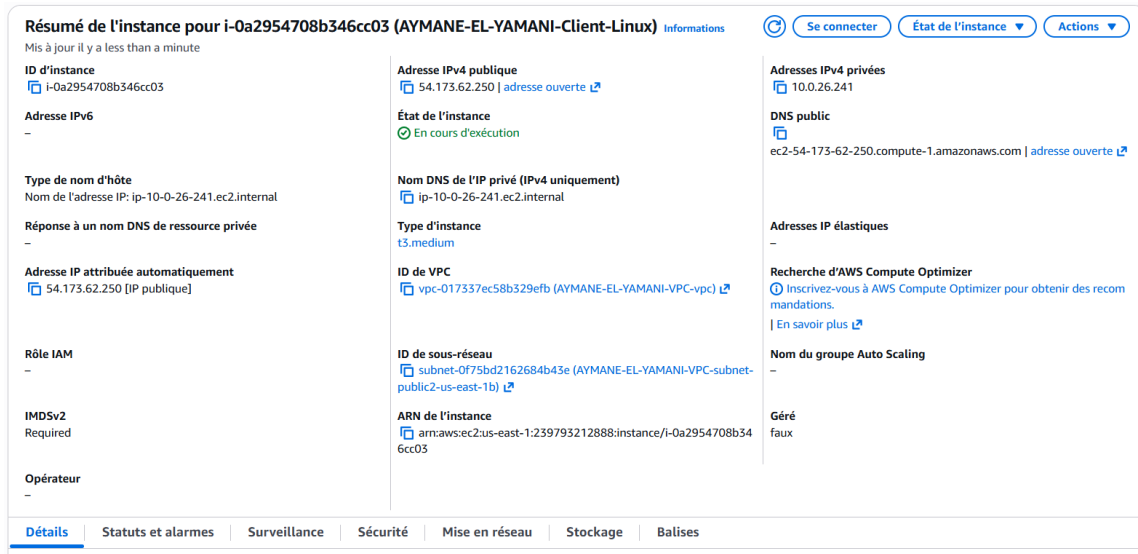 Résumé de l'instance pour i-0a2954708b346cc03 (AYMANE-EL-YAMANI-Client-Linux) Informations
Se connecter
État de l'instance
Actions
Mis à jour il y a less than a minute
ID d'instance
i-0a2954708b346cc03
Adresse IPv4 publique
54.173.62.250 | adresse ouverte
Adresses IPv4 privées
10.0.26.241
Adresse IPv6
–
État de l'instance
En cours d'exécution
DNS public
ec2-54-173-62-250.compute-1.amazonaws.com | adresse ouverte
Type de nom d'hôte
Nom de l'adresse IP: ip-10-0-26-241.ec2.internal
Nom DNS de l'IP privé (IPv4 uniquement)
ip-10-0-26-241.ec2.internal
Réponse à un nom DNS de ressource privée
–
Type d'instance
t3.medium
Adresses IP élastiques
–
Adresse IP attribuée automatiquement
54.173.62.250 [IP publique]
ID de VPC
vpc-017337ec58b329efb (AYMANE-EL-YAMANI-VPC-vpc)
Recherche d'AWS Compute Optimizer
Inscrivez-vous à AWS Compute Optimizer pour obtenir des recom
mandations.
| En savoir plus
Rôle IAM
–
ID de sous-réseau
subnet-0f75bd2162684b43e (AYMANE-EL-YAMANI-VPC-subnet-
public2-us-east-1b)
Nom du groupe Auto Scaling
–
IMDSv2
Required
ARN de l'instance
arn:aws:ec2:us-east-1:239793212888:instance/i-0a2954708b34
6cc03
Géré
faux
Opérateur
–
Détails
Statuts et alarmes
Surveillance
Sécurité
Mise en réseau
Stockage
Balises